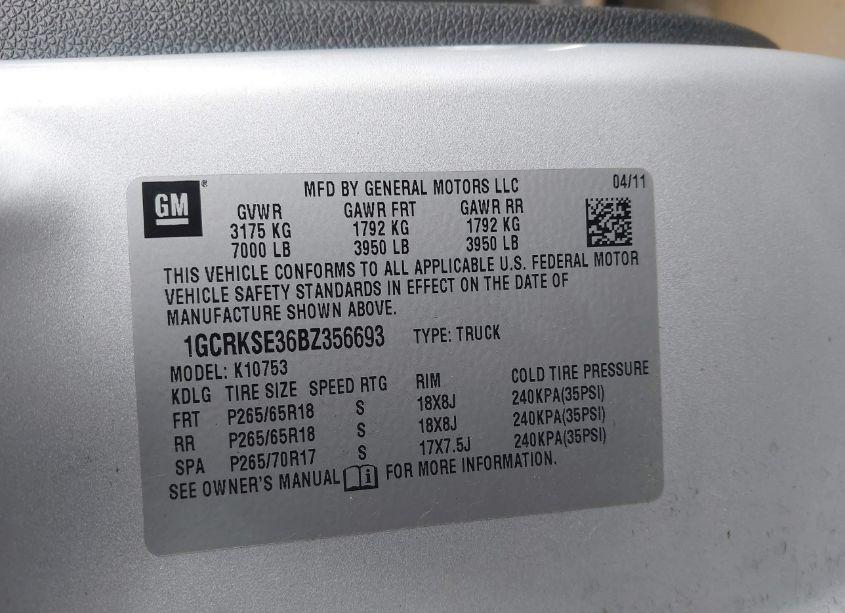 GM® MFD BY GENERAL MOTORS LLC 04/11
GVWR GAWR FRT GAWR RR
3175 KG 1792 KG 1792 KG
7000 LB 3950 LB 3950 LB
THIS VEHICLE CONFORMS TO ALL APPLICABLE U.S. FEDERAL MOTOR
VEHICLE SAFETY STANDARDS IN EFFECT ON THE DATE OF
MANUFACTURE SHOWN ABOVE.
1GCRKSE36BZ356693 TYPE: TRUCK
MODEL: K10753
KDLG TIRE SIZE SPEED RTG RIM COLD TIRE PRESSURE
FRT P265/65R18 S 18X8J 240KPA(35PSI)
RR P265/65R18 S 18X8J 240KPA(35PSI)
SPA P265/70R17 S 17X7.5J 240KPA(35PSI)
SEE OWNER'S MANUAL i FOR MORE INFORMATION.